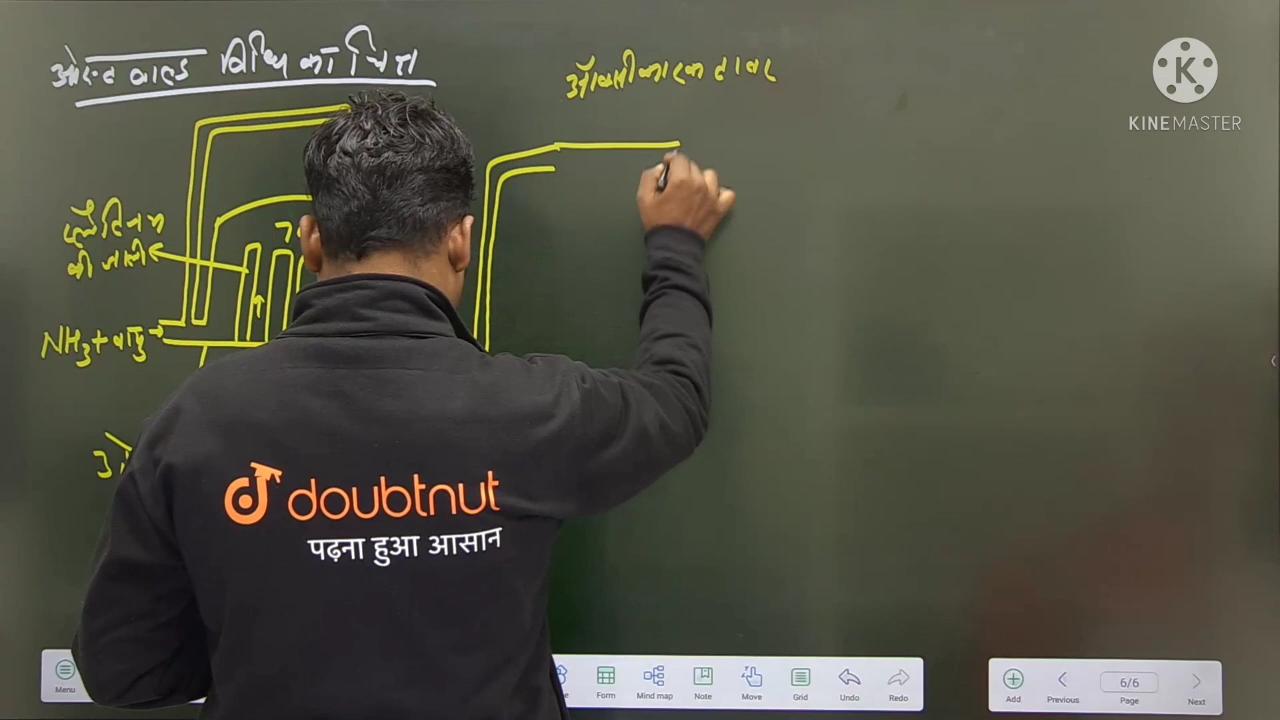 ओस्टवाल्ड विधि का चित्र
ऑक्सीकारक टावर
KINEMASTER
प्लैटिनम
की जाली
NH3+ वायु
doubtnut
पढ़ना हुआ आसान
Menu
Form
Mind map
Note
Move
Grid
Undo
Redo
Add
Previous
6/6
Page
Next